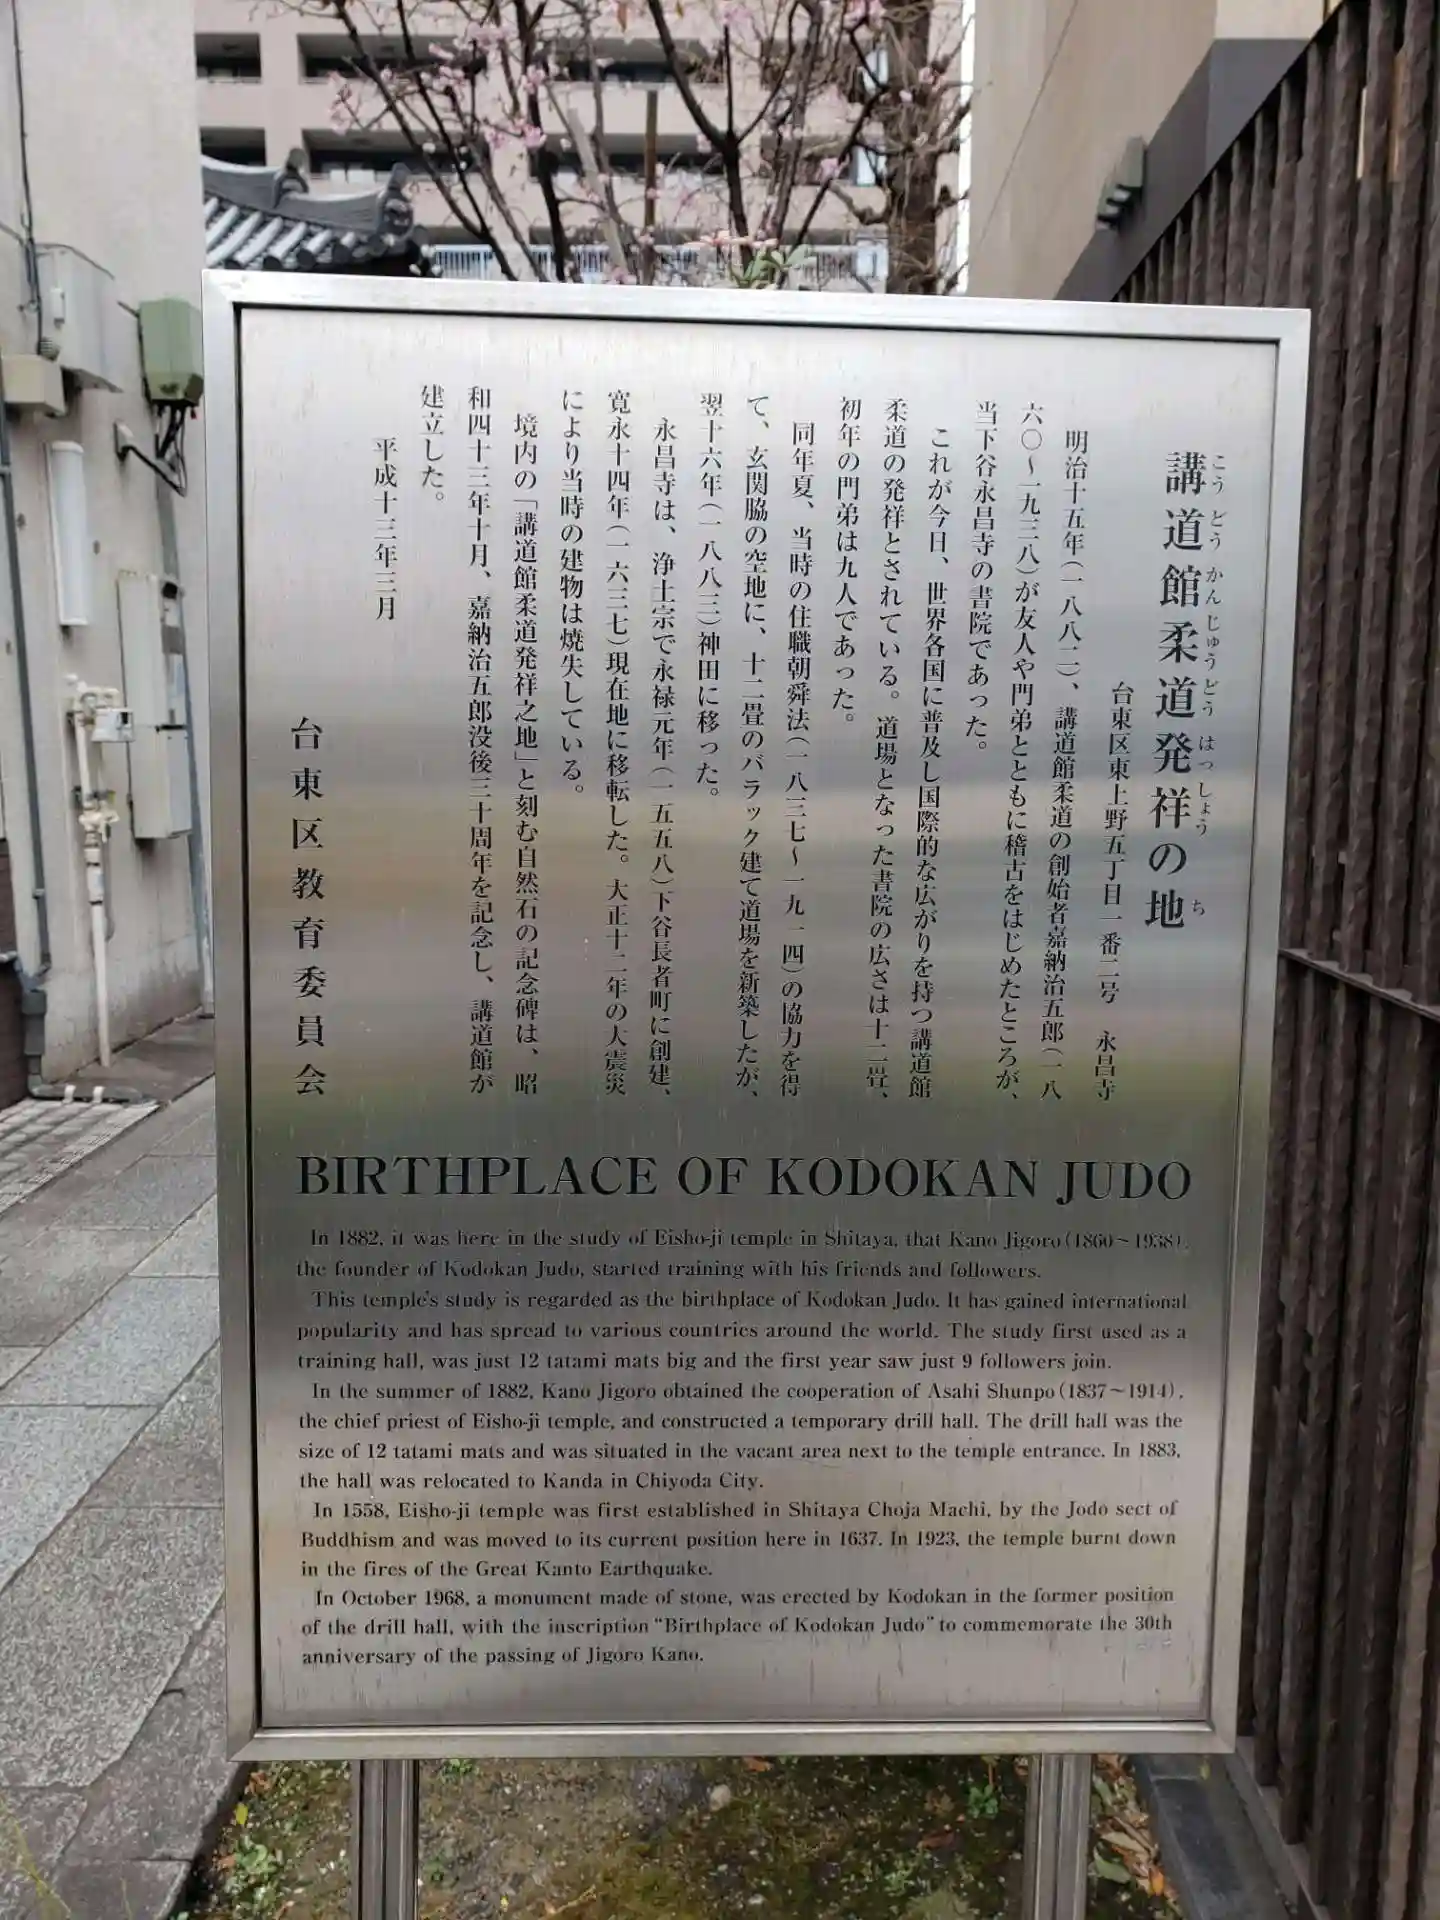 講道館柔道発祥の地
こうどうかんじゅうどうはっしょうのち
台東区東上野五丁目一番二号 永昌寺
明治十五年(一八八二)、講道館柔道の創始者嘉納治五郎(一八
六〇~一九三八)が友人や門弟とともに稽古をはじめたところが、
当下谷永昌寺の書院であった。
これが今日、世界各国に普及し国際的な広がりを持つ講道館
柔道の発祥とされている。道場となった書院の広さは十二畳、
初年の門弟は九人であった。
同年夏、当時の住職朝舜法(一八三七~一九一四)の協力を得
て、玄関脇の空地に、十二畳のバラック建て道場を新築したが、
翌十六年(一八八三)神田に移った。
永昌寺は、浄土宗で永禄元年(一五五八)下谷長者町に創建、
寛永十四年(一六三七)現在地に移転した。大正十二年の大震災
により当時の建物は焼失している。
境内の「講道館柔道発祥之地」と刻む自然石の記念碑は、昭
和四十三年十月、嘉納治五郎没後三十周年を記念し、講道館が
建立した。
平成十三年三月
台東区教育委員会
BIRTHPLACE OF KODOKAN JUDO
In 1882, it was here in the study of Eisho-ji temple in Shitaya, that Kano Jigoro(1860~1938),
the founder of Kodokan Judo, started training with his friends and followers.
This temple's study is regarded as the birthplace of Kodokan Judo. It has gained international
popularity and has spread to various countries around the world. The study first used as a
training hall, was just 12 tatami mats big and the first year saw just 9 followers join.
In the summer of 1882, Kano Jigoro obtained the cooperation of Asahi Shunpo(1837~1914),
the chief priest of Eisho-ji temple, and constructed a temporary drill hall. The drill hall was the
size of 12 tatami mats and was situated in the vacant area next to the temple entrance. In 1883,
the hall was relocated to Kanda in Chiyoda City.
In 1558, Eisho-ji temple was first established in Shitaya Choja Machi, by the Jodo sect of
Buddhism and was moved to its current position here in 1637. In 1923, the temple burnt down
in the fires of the Great Kanto Earthquake.
In October 1968, a monument made of stone, was erected by Kodokan in the former position
of the drill hall, with the inscription "Birthplace of Kodokan Judo" to commemorate the 30th
anniversary of the passing of Jigoro Kano.